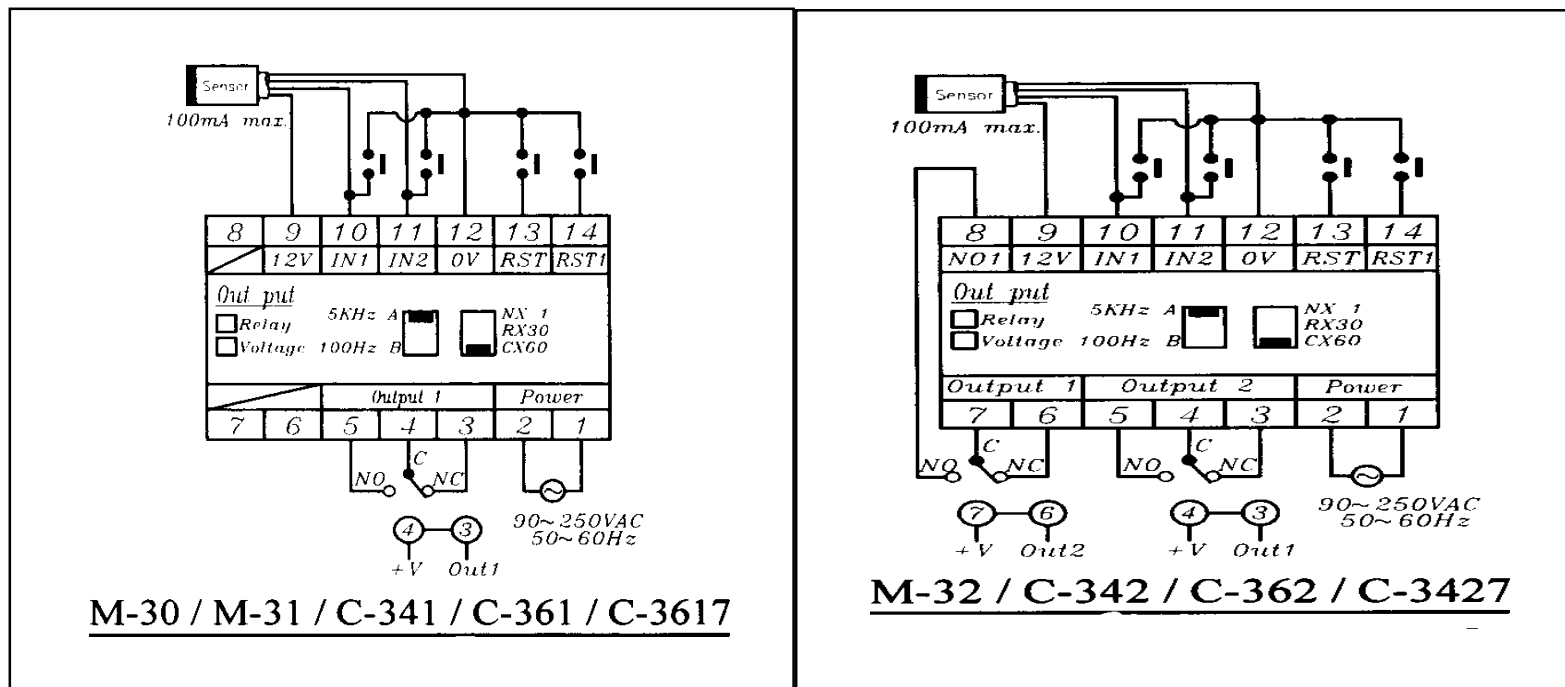 Sensor
100mA max.
8 9 10 11 12 13 14
12V IN1 IN2 0V RST RST1
Out put
Relay
Voltage
5KHz A
100Hz B
NX 1
RX30
CX60
Output 1 Power
7 6 5 4 3 2 1
C
NO NC
4 3
+V Out1
90~250VAC
50~60Hz
M-30 / M-31 / C-341 / C-361 / C-3617
Sensor
100mA max.
8 9 10 11 12 13 14
NO1 12V IN1 IN2 0V RST RST1
Out put
Relay
Voltage
5KHz A
100Hz B
NX 1
RX30
CX60
Output 1 Output 2 Power
7 6 5 4 3 2 1
C C
NO NC NO NC
7 6 4 3
+V Out2 +V Out1
90~250VAC
50~60Hz
M-32 / C-342 / C-362 / C-3427